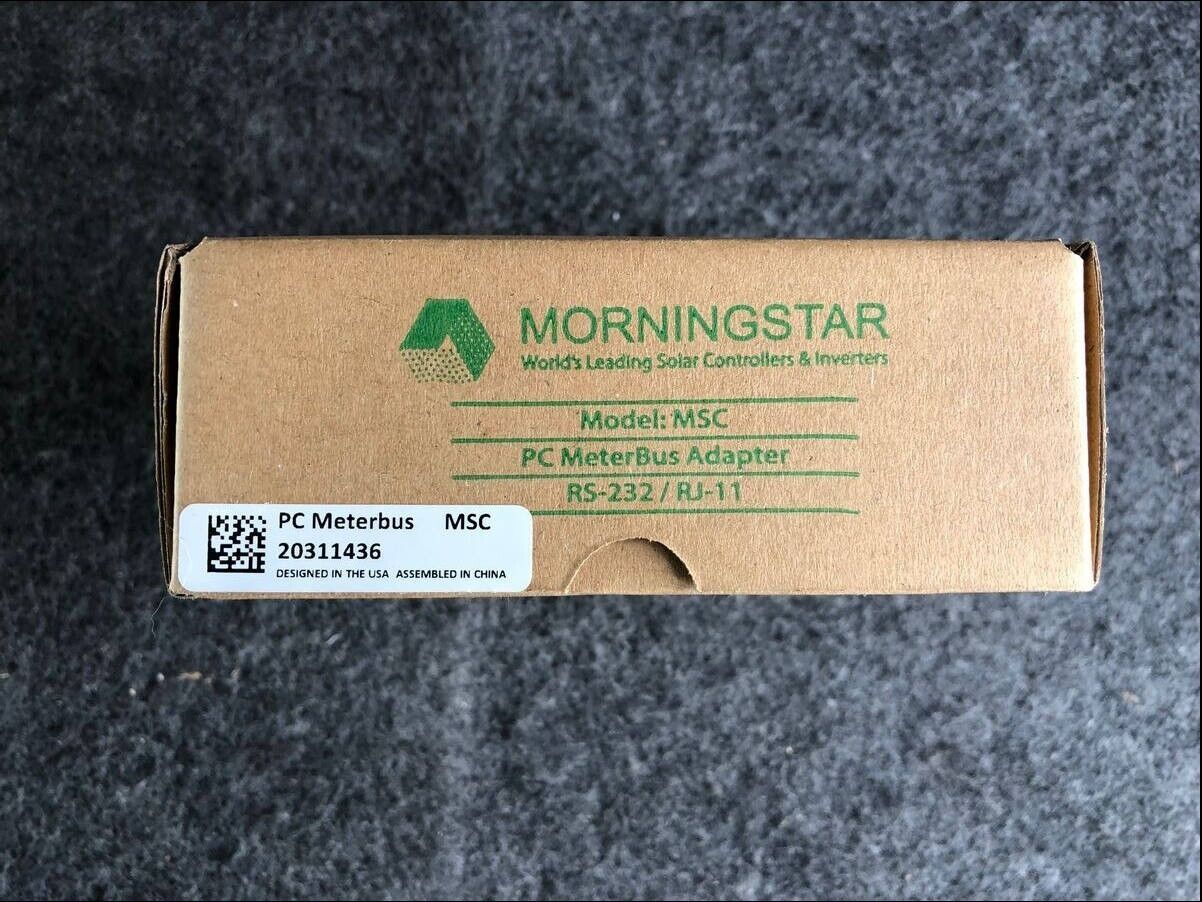 MORNINGSTAR
World's Leading Solar Controllers & Inverters
Model: MSC
PC MeterBus Adapter
RS-232 / RJ-11
PC Meterbus MSC
20311436
DESIGNED IN THE USA ASSEMBLED IN CHINA